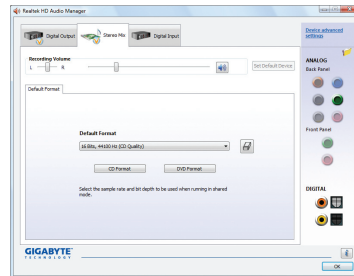 Realtek HD Audio Manager
Digital Output
Stereo Mix
Digital Input
Device advanced
settings
Recording Volume
L
R
Set Default Device
ANALOG
Back Panel
Default Format
Default Format
16 Bits, 44100 Hz (CD Quality)
CD Format
DVD Format
Select the sample rate and bit depth to be used when running in shared
mode.
Front Panel
DIGITAL
GIGABYTE
TECHNOLOGY
i
OK